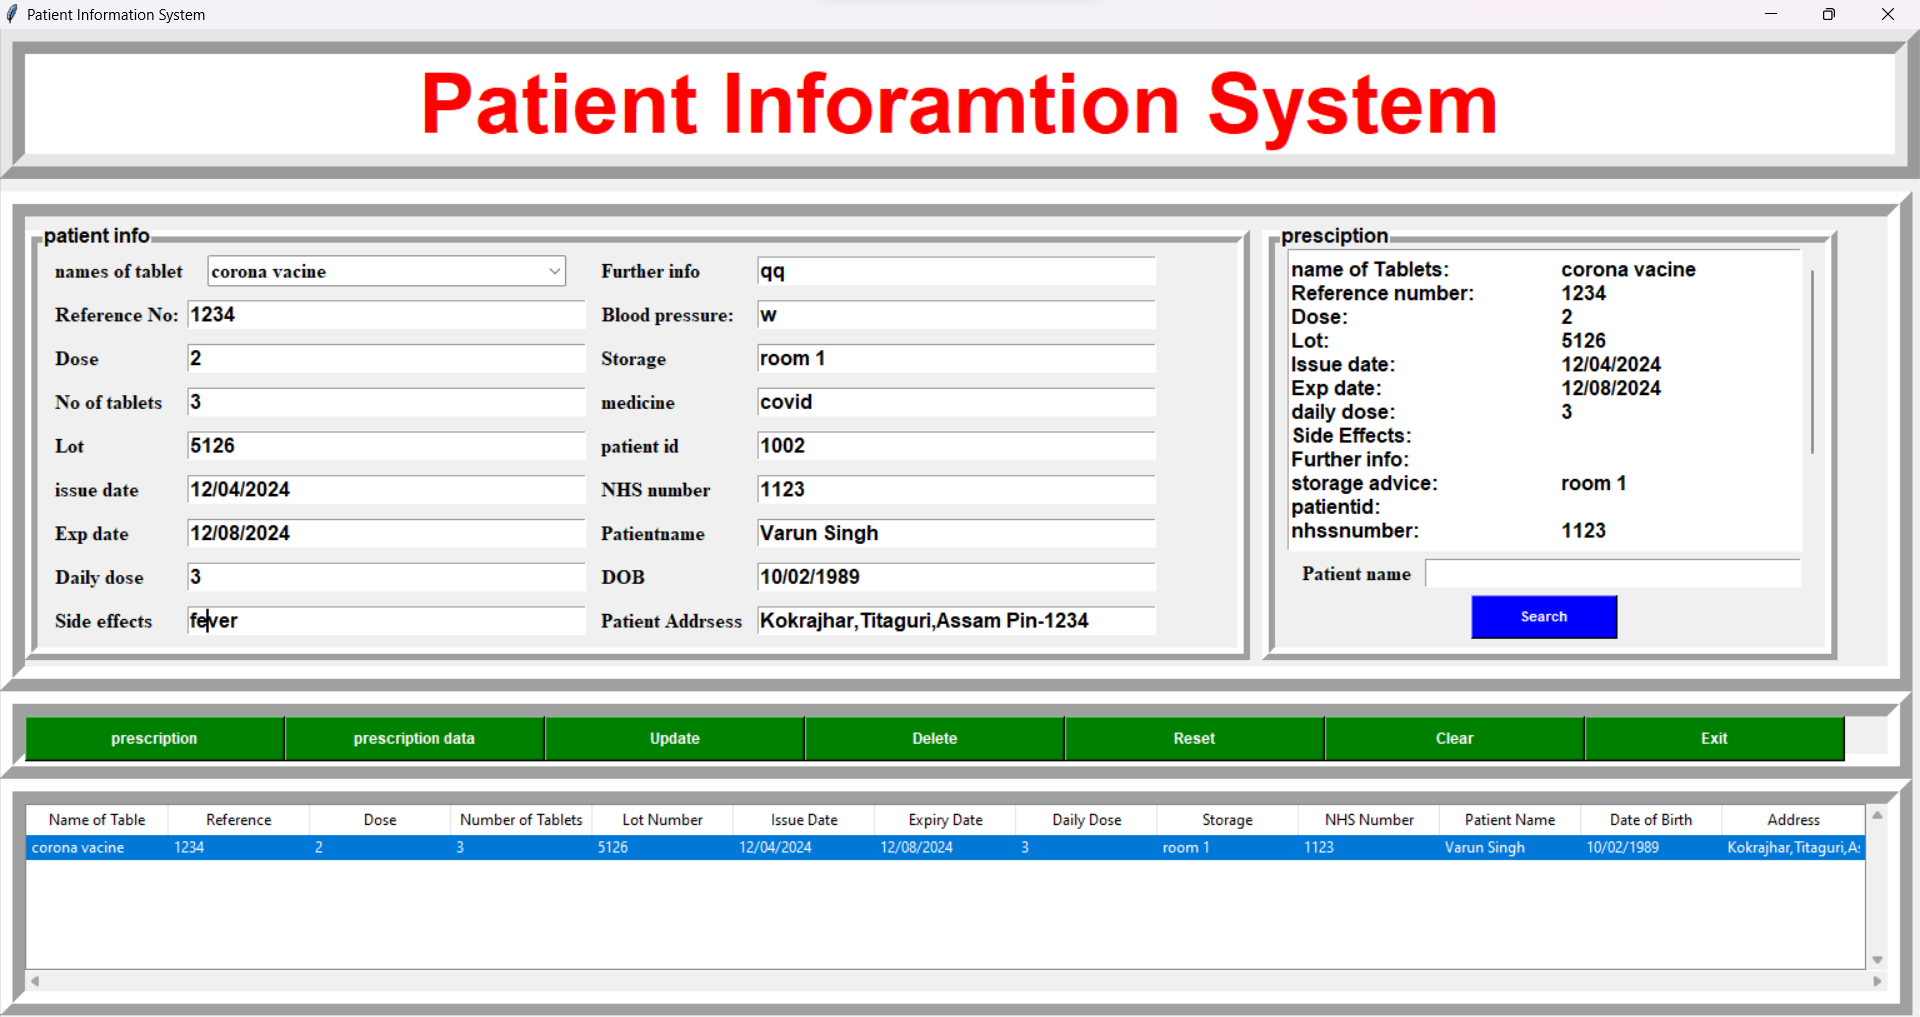 Patient Information System
Patient Inforamtion System
patient info
names of tablet corona vacine
Reference No: 1234
Dose 2
No of tablets 3
Lot 5126
issue date 12/04/2024
Exp date 12/08/2024
Daily dose 3
Side effects fever
Further info qq
Blood pressure: w
Storage room 1
medicine covid
patient id 1002
NHS number 1123
Patientname Varun Singh
DOB 10/02/1989
Patient Addrsess Kokrajhar,Titaguri,Assam Pin-1234
presciption
name of Tablets: corona vacine
Reference number: 1234
Dose: 2
Lot: 5126
Issue date: 12/04/2024
Exp date: 12/08/2024
daily dose: 3
Side Effects:
Further info:
storage advice: room 1
patientid:
nhssnumber: 1123
Patient name
Search
prescription prescription data Update Delete Reset Clear Exit
Name of Table Reference Dose Number of Tablets Lot Number Issue Date Expiry Date Daily Dose Storage NHS Number Patient Name Date of Birth Address
corona vacine 1234 2 3 5126 12/04/2024 12/08/2024 3 room 1 1123 Varun Singh 10/02/1989 Kokrajhar,Titaguri,A